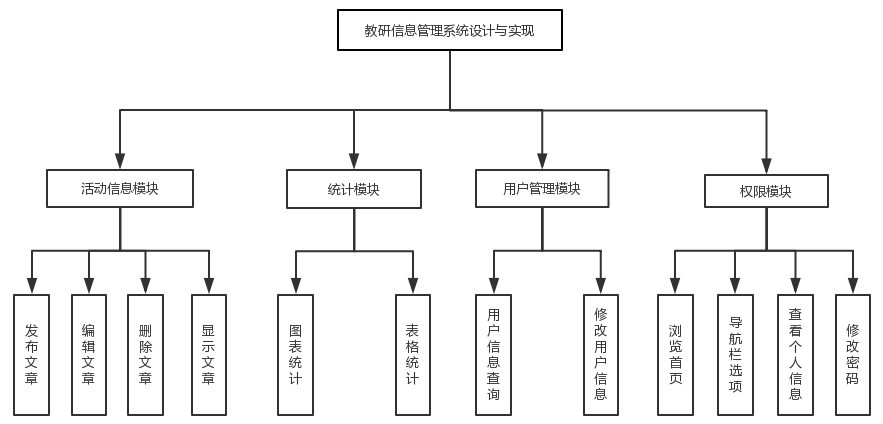 教研信息管理系统设计与实现
活动信息模块
统计模块
用户管理模块
权限模块
发布文章
编辑文章
删除文章
显示文章
图表统计
表格统计
用户信息查询
修改用户信息
浏览首页
导航栏选项
查看个人信息
修改密码